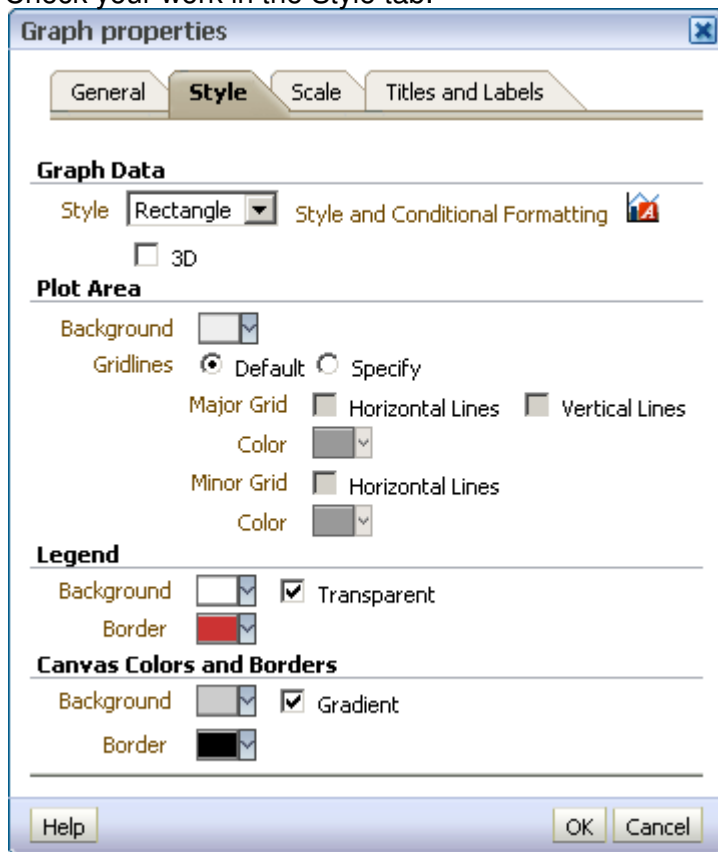 Check your work in the Style tab.
Graph properties
General Style Scale Titles and Labels
Graph Data
Style Rectangle Style and Conditional Formatting A
3D
Plot Area
Background
Gridlines Default Specify
Major Grid Horizontal Lines Vertical Lines
Color
Minor Grid Horizontal Lines
Color
Legend
Background Transparent
Border
Canvas Colors and Borders
Background Gradient
Border
Help OK Cancel